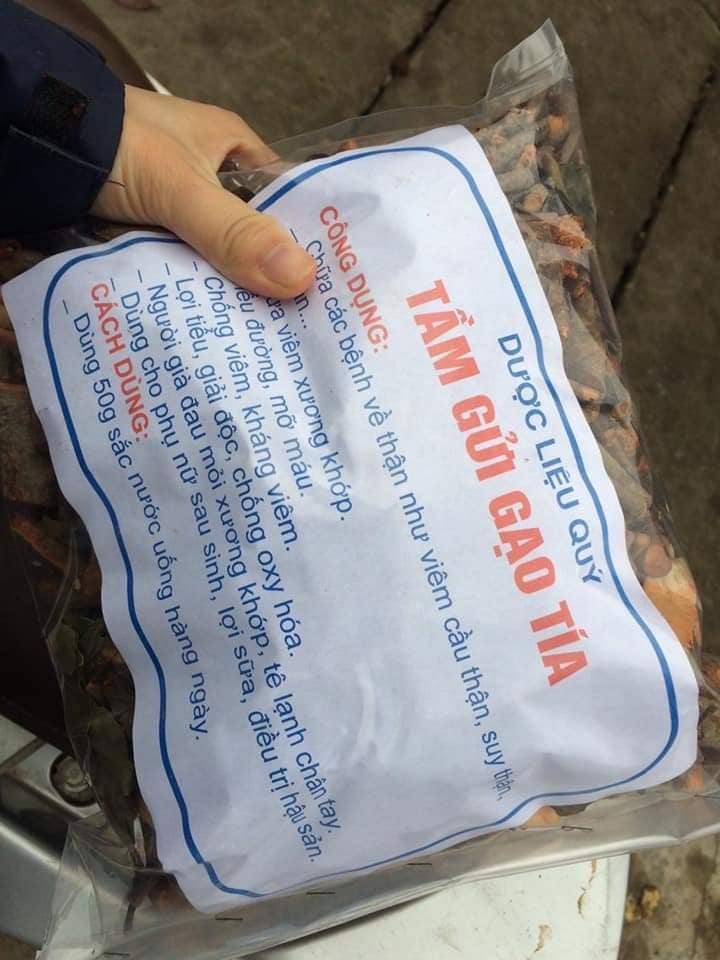 DƯỢC LIỆU QUÝ
TẦM GỬI GẠO TÍA
CÔNG DỤNG:
Chữa các bệnh về thận như viêm cầu thận, suy thận,
viêm xương khớp.
đường, mỡ máu.
– Chống viêm, kháng viêm.
– Lợi tiểu, giải độc, chống oxy hóa.
– Người già đau mỏi xương khớp, tê lạnh chân tay.
– Dùng cho phụ nữ sau sinh, lợi sữa, điều trị hậu sản.
CÁCH DÙNG:
– Dùng 50g sắc nước uống hàng ngày.